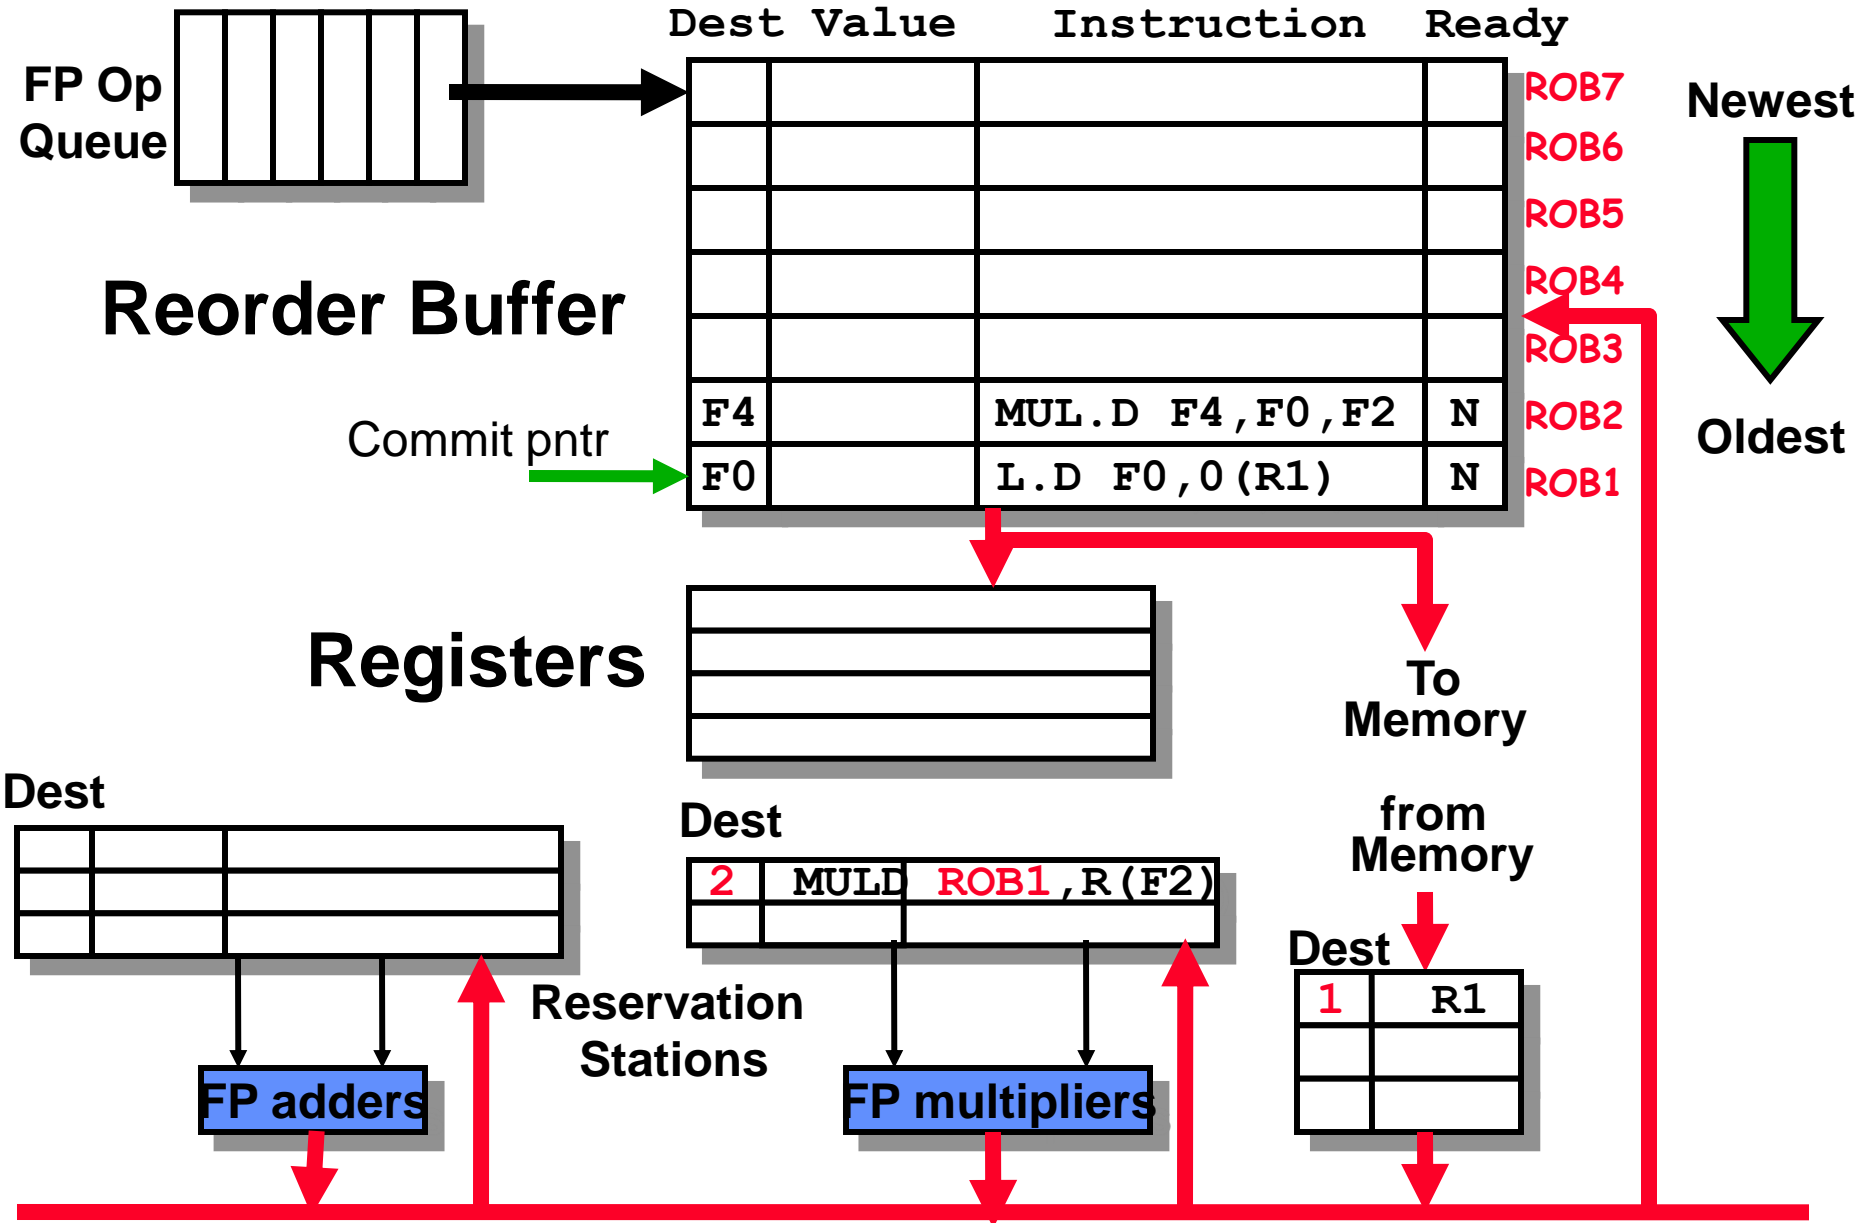 Dest Value Instruction Ready
FP Op
Queue
ROB7
Newest
ROB6
ROB5
Reorder Buffer
ROB4
ROB3
Commit pntr
F4 MUL.D F4,F0,F2 N ROB2
Oldest
F0 L.D F0,0(R1) N ROB1
Registers
To
Memory
Dest
Dest
from
Memory
2 MULD ROB1,R(F2)
Dest
1 R1
Reservation
Stations
FP adders
FP multipliers